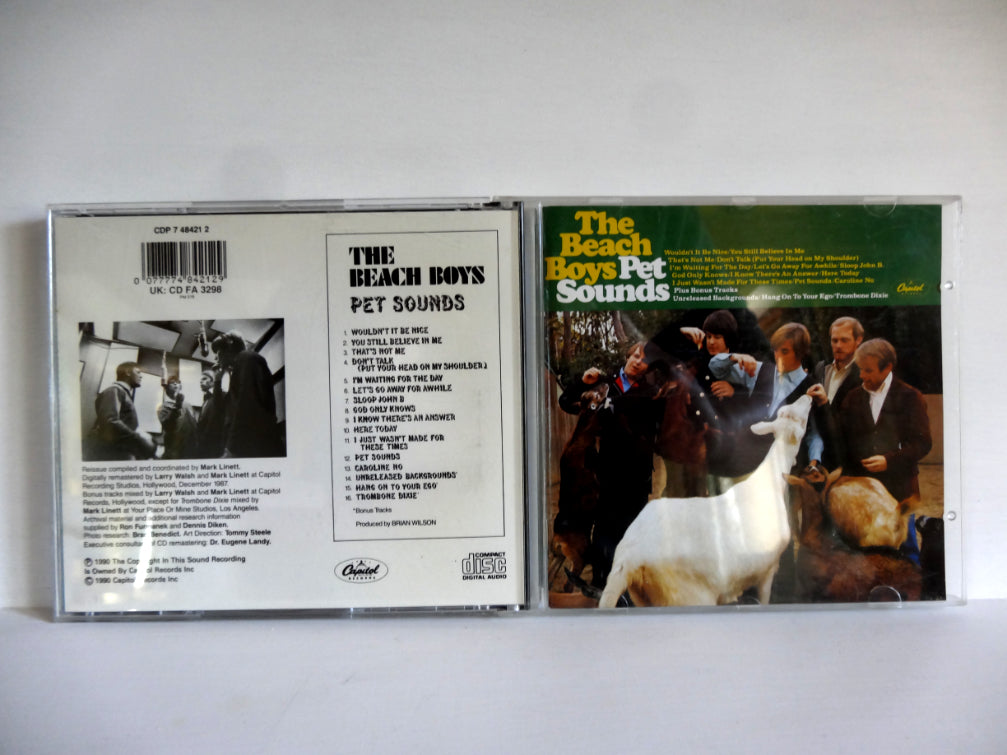 CDP 7 48421 2
0 077774 842129
UK: CD FA 3298
Reissue compiled and coordinated by Mark Linett.
Digitally remastered by Larry Walsh and Mark Linett at Capitol
Recording Studios, Hollywood, December 1987.
Bonus tracks mixed by Larry Walsh and Mark Linett at Capitol
Records, Hollywood, except for Trombone Dixie mixed by
Mark Linett at Your Place Or Mine Studios, Los Angeles.
Archival material and additional research information
supplied by Ron Furmanek and Dennis Diken.
Photo research: Brad Benedict. Art Direction: Tommy Steele
Executive consultant of CD remastering: Dr. Eugene Landy.
℗ 1990 The Copyright In This Sound Recording
Is Owned By Capitol Records Inc
© 1990 Capitol Records Inc
THE
BEACH BOYS
PET SOUNDS
1. WOULDN'T IT BE NICE
2. YOU STILL BELIEVE IN ME
3. THAT'S NOT ME
4. DON'T TALK
(PUT YOUR HEAD ON MY SHOULDER)
5. I'M WAITING FOR THE DAY
6. LET'S GO AWAY FOR AWHILE
7. SLOOP JOHN B
8. GOD ONLY KNOWS
9. I KNOW THERE'S AN ANSWER
10. HERE TODAY
11. I JUST WASN'T MADE FOR
THESE TIMES
12. PET SOUNDS
13. CAROLINE NO
14. UNRELEASED BACKGROUNDS*
15. HANG ON TO YOUR EGO*
16. TROMBONE DIXIE*
*Bonus Tracks
Produced by BRIAN WILSON
Capitol
RECORDS
COMPACT
disc
DIGITAL AUDIO
The
Beach
Boys Pet
Sounds
Wouldn't It Be Nice/You Still Believe In Me
That's Not Me/Don't Talk (Put Your Head on My Shoulder)
I'm Waiting For The Day/Let's Go Away For Awhile/Sloop John B.
God Only Knows/I Know There's An Answer/Here Today
I Just Wasn't Made For These Times/Pet Sounds/Caroline No
Plus Bonus Tracks
Unreleased Backgrounds/Hang On To Your Ego/Trombone Dixie
Capitol